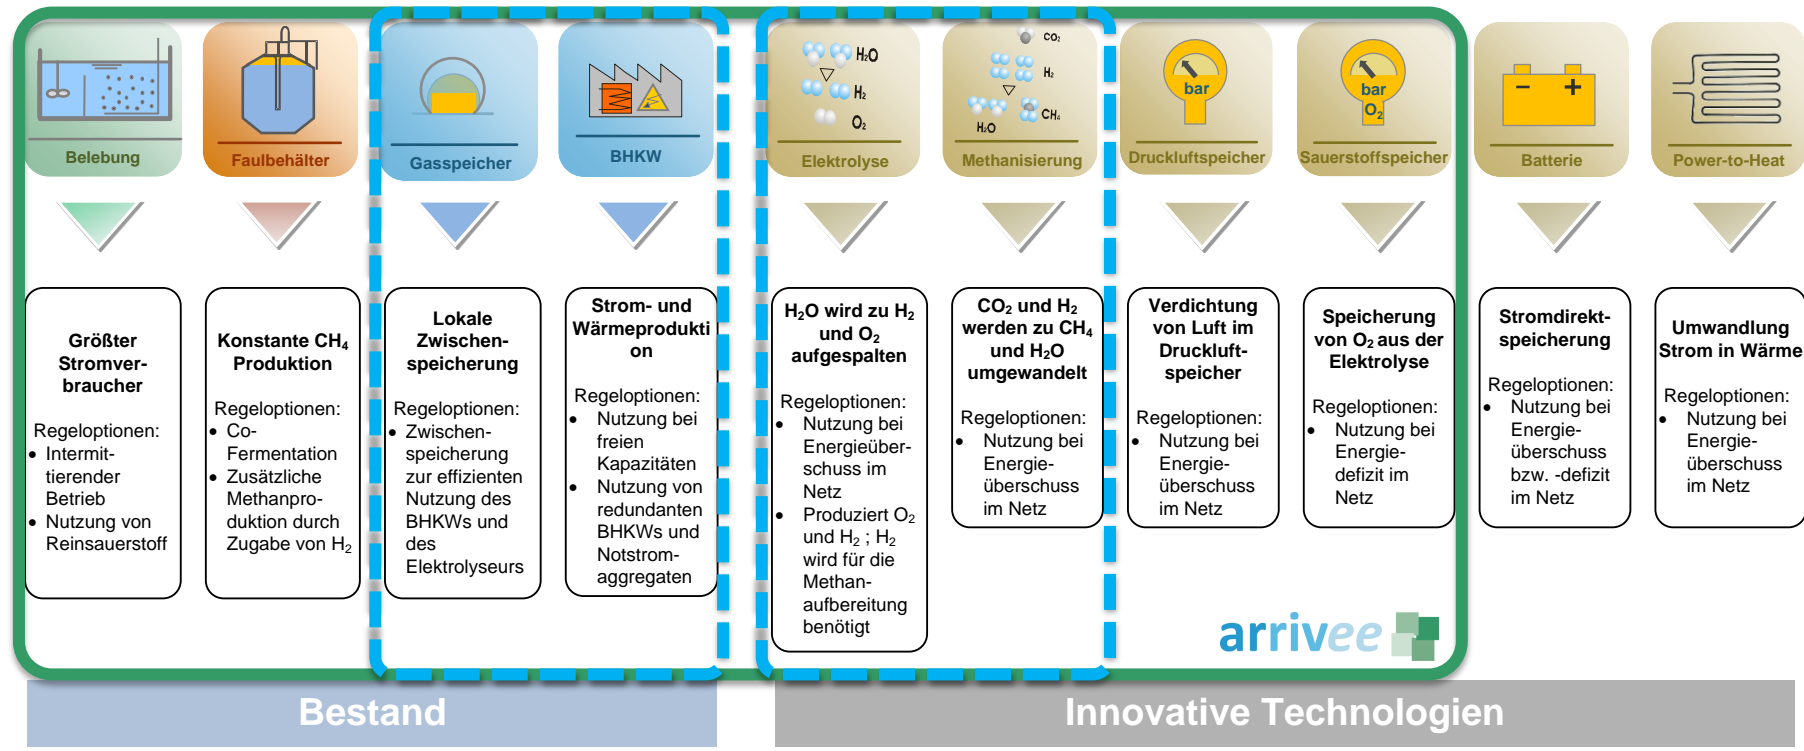 Belebung
Größter
Stromver-
braucher
Regeloptionen:
• Intermit-
tierender
Betrieb
• Nutzung von
Reinsauerstoff
Faulbehälter
Konstante CH₄
Produktion
Regeloptionen:
• Co-
Fermentation
• Zusätzliche
Methanpro-
duktion durch
Zugabe von H₂
Gasspeicher
Lokale
Zwischen-
speicherung
Regeloptionen:
• Zwischen-
speicherung
zur effizienten
Nutzung des
BHKWs und
des
Elektrolyseurs
BHKW
Strom- und
Wärmeprodukti
on
Regeloptionen:
• Nutzung bei
freien
Kapazitäten
• Nutzung von
redundanten
BHKWs und
Notstrom-
aggregaten
H₂O
H₂
O₂
Elektrolyse
H₂O wird zu H₂
und O₂
aufgespalten
Regeloptionen:
• Nutzung bei
Energieüber-
schuss im
Netz
• Produziert O₂
und H₂ ; H₂
wird für die
Methan-
aufbereitung
benötigt
CO₂
H₂
CH₄
H₂O
Methanisierung
CO₂ und H₂
werden zu CH₄
und H₂O
umgewandelt
Regeloptionen:
• Nutzung bei
Energie-
überschuss
im Netz
bar
Druckluftspeicher
Verdichtung
von Luft im
Druckluft-
speicher
Regeloptionen:
• Nutzung bei
Energie-
überschuss im
Netz
bar
O₂
Sauerstoffspeicher
Speicherung
von O₂ aus der
Elektrolyse
Regeloptionen:
• Nutzung bei
Energie-
defizit im
Netz
− +
Batterie
Stromdirekt-
speicherung
Regeloptionen:
• Nutzung bei
Energie-
überschuss
bzw. -defizit
im Netz
Power-to-Heat
Umwandlung
Strom in Wärme
Regeloptionen:
• Nutzung bei
Energie-
überschuss
im Netz
arrivee
Bestand
Innovative Technologien